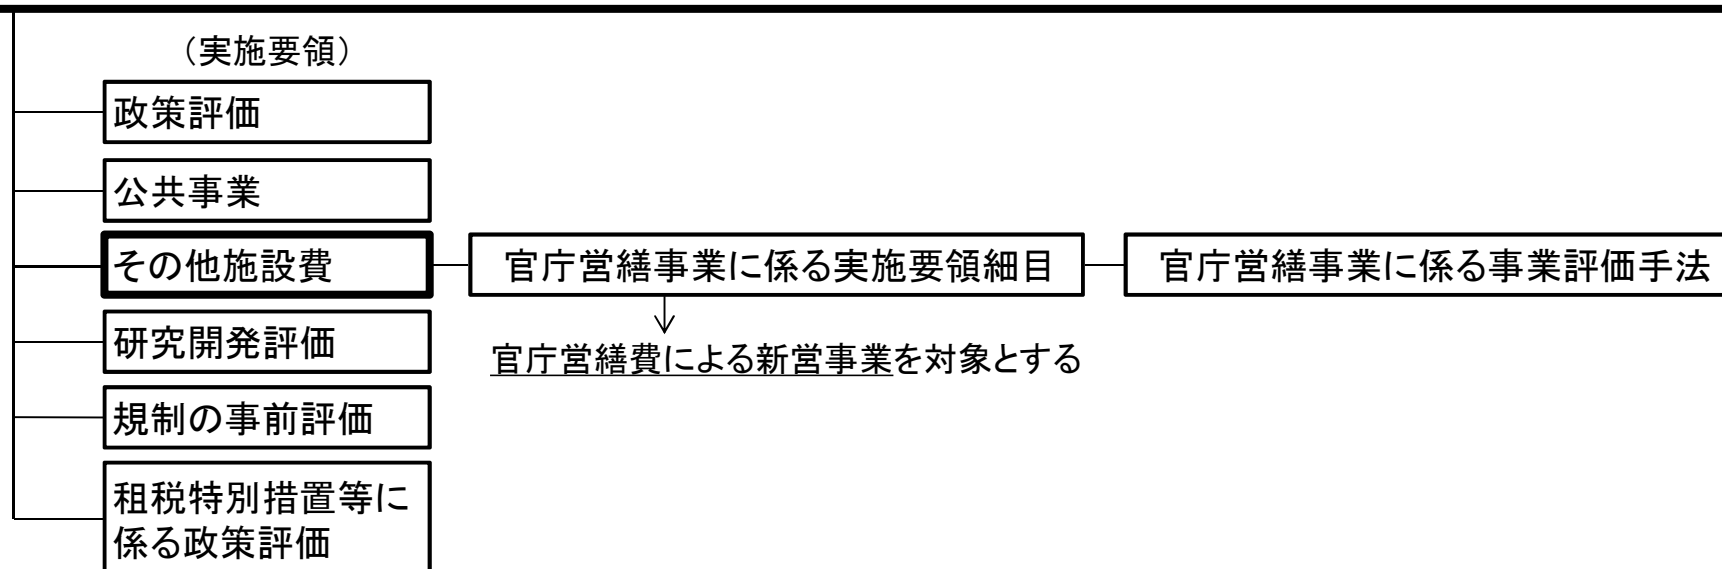 （実施要領）
政策評価
公共事業
その他施設費
官庁営繕事業に係る実施要領細目
官庁営繕事業に係る事業評価手法
官庁営繕費による新営事業を対象とする
研究開発評価
規制の事前評価
租税特別措置等に
係る政策評価